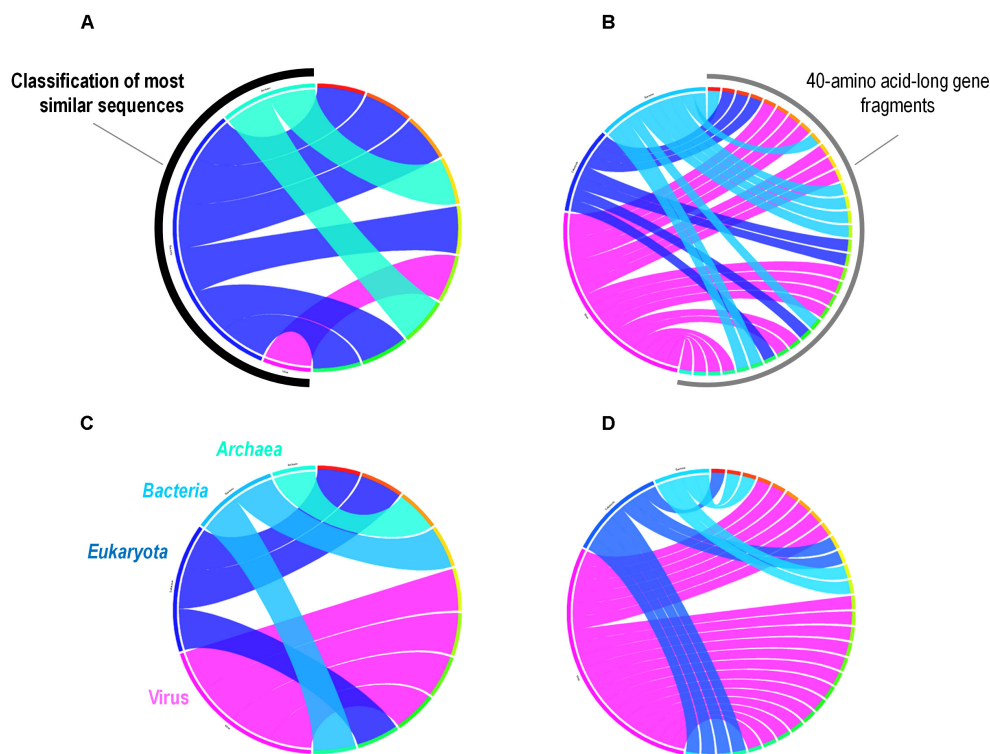 A
B
Classification of most
similar sequences
40-amino acid-long gene
fragments
C
D
Archaea
Bacteria
Eukaryota
Virus